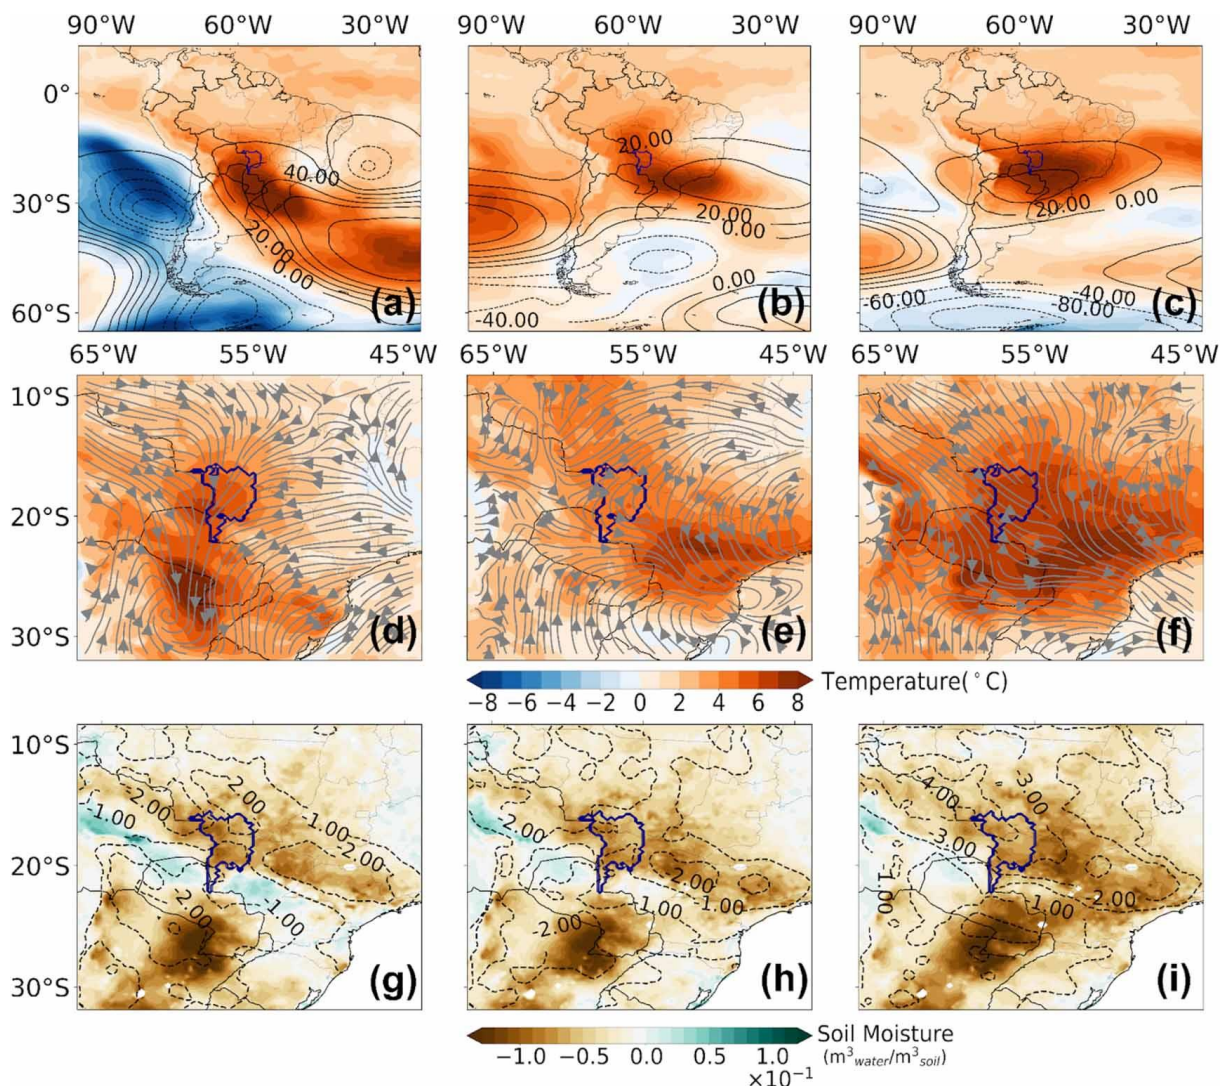 90°W 60°W 30°W 90°W 60°W 30°W 90°W 60°W 30°W
0°
30°S
60°S
40.00
20.00
0.00
(a)
20.00
20.00
0.00
0.00
-40.00
(b)
20.00
0.00
-60.00
-40.00
-80.00
(c)
65°W 55°W 45°W 65°W 55°W 45°W 65°W 55°W 45°W
10°S
20°S
30°S
(d)
(e)
(f)
−8 −6 −4 −2 0 2 4 6 8
Temperature(°C)
10°S
20°S
30°S
-2.00
-2.00
-1.00
-1.00
-2.00
-2.00
-1.00
(g)
-2.00
-2.00
-1.00
-1.00
-2.00
(h)
-4.00
-3.00
-3.00
-1.00
-2.00
-1.00
(i)
−1.0 −0.5 0.0 0.5 1.0
×10⁻¹
Soil Moisture
(m³water/m³soil)